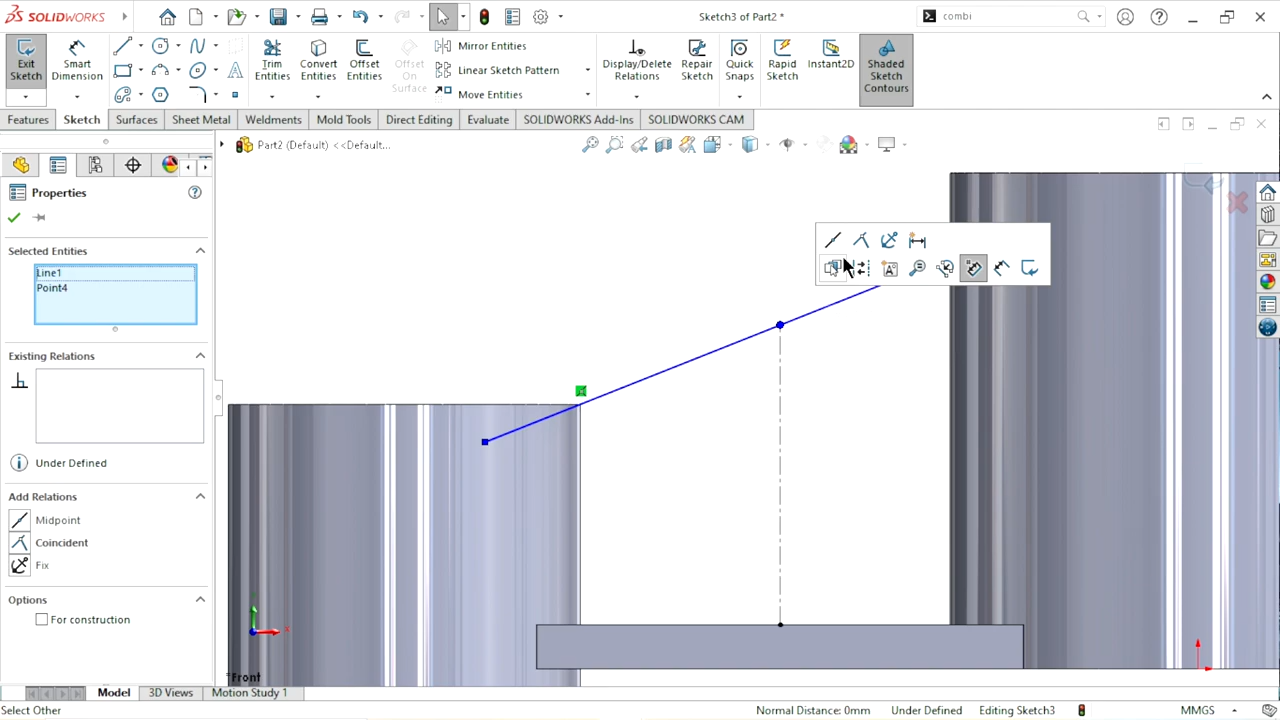 SOLIDWORKS
Sketch3 of Part2 *
combi
Exit Sketch
Smart Dimension
Trim Entities
Convert Entities
Offset Entities
Offset On Surface
Mirror Entities
Linear Sketch Pattern
Move Entities
Display/Delete Relations
Repair Sketch
Quick Snaps
Rapid Sketch
Instant2D
Shaded Sketch Contours
Features
Sketch
Surfaces
Sheet Metal
Weldments
Mold Tools
Direct Editing
Evaluate
SOLIDWORKS Add-Ins
SOLIDWORKS CAM
Part2 (Default) <<Default...
Properties
Selected Entities
Line1
Point4
Existing Relations
Under Defined
Add Relations
Midpoint
Coincident
Fix
Options
For construction
*Front
Model
3D Views
Motion Study 1
Select Other
Normal Distance: 0mm
Under Defined
Editing Sketch3
MMGS